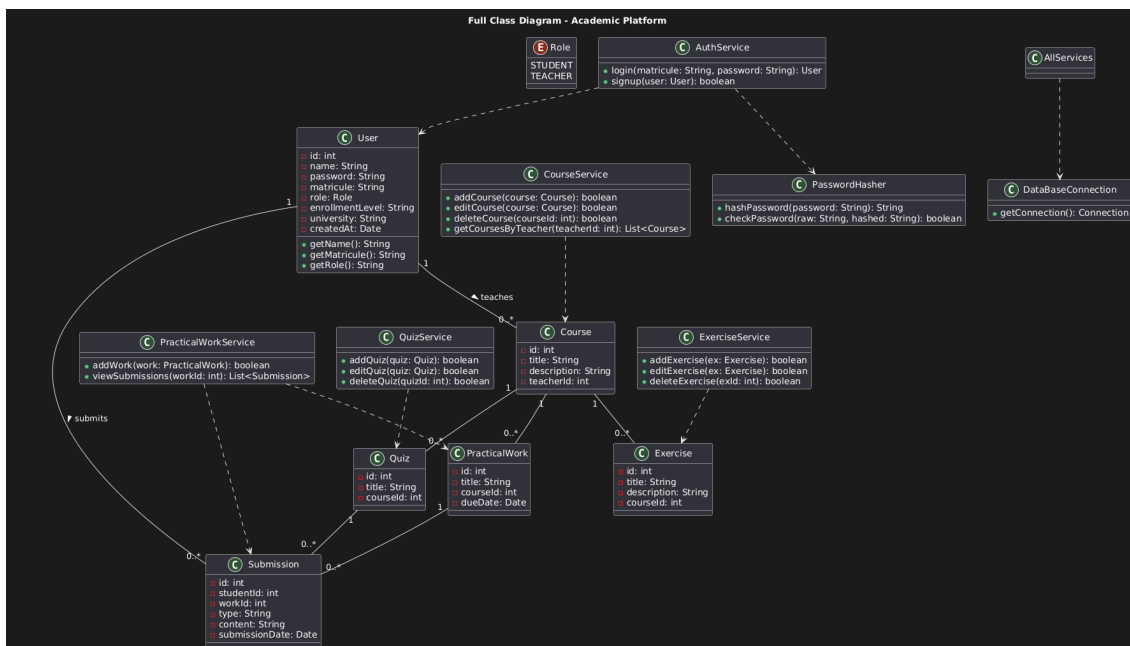 Full Class Diagram - Academic Platform
E Role
STUDENT
TEACHER
C AuthService
login(matricule: String, password: String): User
signup(user: User): boolean
C AllServices
C User
id: int
name: String
password: String
matricule: String
role: Role
enrollmentLevel: String
university: String
createdAt: Date
getName(): String
getMatricule(): String
getRole(): String
C CourseService
addCourse(course: Course): boolean
editCourse(course: Course): boolean
deleteCourse(courseId: int): boolean
getCoursesByTeacher(teacherId: int): List<Course>
C PasswordHasher
hashPassword(password: String): String
checkPassword(raw: String, hashed: String): boolean
C DataBaseConnection
getConnection(): Connection
1
1
teaches
0..*
C PracticalWorkService
addWork(work: PracticalWork): boolean
viewSubmissions(workId: int): List<Submission>
C QuizService
addQuiz(quiz: Quiz): boolean
editQuiz(quiz: Quiz): boolean
deleteQuiz(quizId: int): boolean
C Course
id: int
title: String
description: String
teacherId: int
C ExerciseService
addExercise(ex: Exercise): boolean
editExercise(ex: Exercise): boolean
deleteExercise(exId: int): boolean
1
1
1
submits
0..*
0..*
0..*
C Quiz
id: int
title: String
courseId: int
C PracticalWork
id: int
title: String
courseId: int
dueDate: Date
C Exercise
id: int
title: String
description: String
courseId: int
1
1
0..*
0..*
0..*
C Submission
id: int
studentId: int
workId: int
type: String
content: String
submissionDate: Date